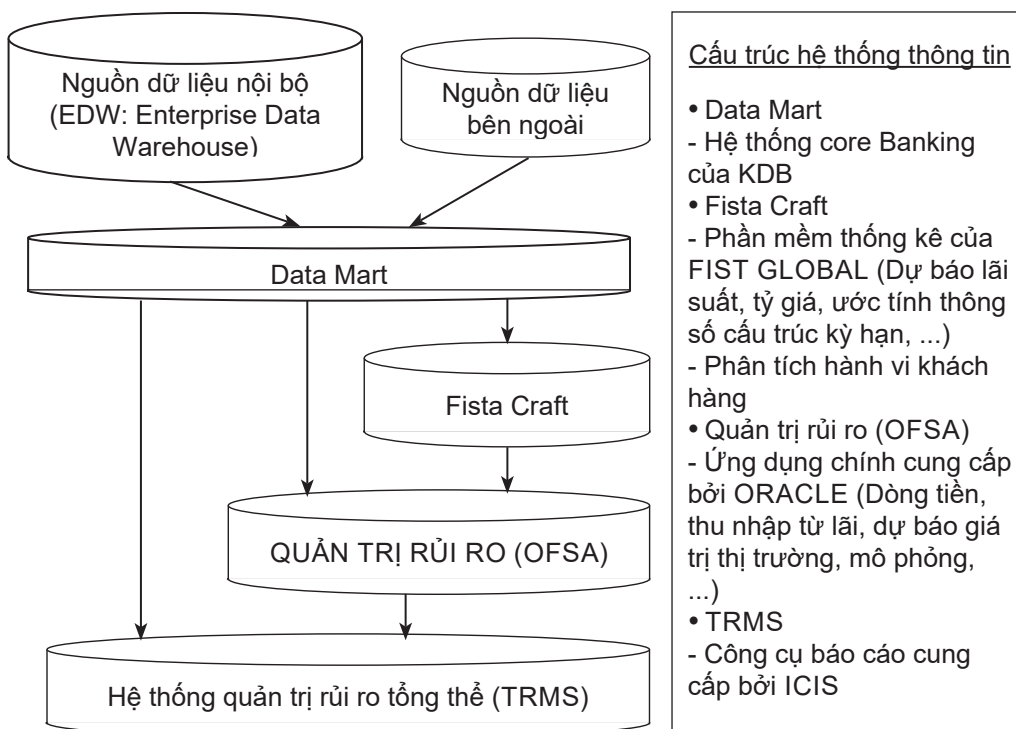 Nguồn dữ liệu nội bộ
(EDW: Enterprise Data
Warehouse)
Nguồn dữ liệu
bên ngoài
Data Mart
Fista Craft
QUẢN TRỊ RỦI RO (OFSA)
Hệ thống quản trị rủi ro tổng thể (TRMS)
Cấu trúc hệ thống thông tin
• Data Mart
- Hệ thống core Banking
của KDB
• Fista Craft
- Phần mềm thống kê của
FIST GLOBAL (Dự báo lãi
suất, tỷ giá, ước tính thông
số cấu trúc kỳ hạn, ...)
- Phân tích hành vi khách
hàng
• Quản trị rủi ro (OFSA)
- Ứng dụng chính cung cấp
bởi ORACLE (Dòng tiền,
thu nhập từ lãi, dự báo giá
trị thị trường, mô phỏng,
...)
• TRMS
- Công cụ báo cáo cung
cấp bởi ICIS